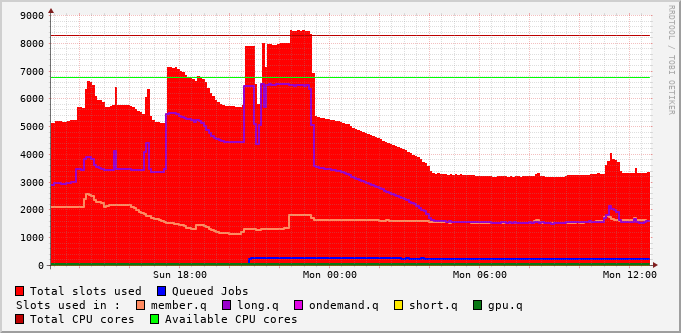 9000
8000
7000
6000
5000
4000
3000
2000
1000
0
Sun 18:00 Mon 00:00 Mon 06:00 Mon 12:00
Total slots used Queued Jobs
Slots used in : member.q long.q ondemand.q short.q gpu.q
Total CPU cores Available CPU cores
RRDTOOL / TOBI OETIKER